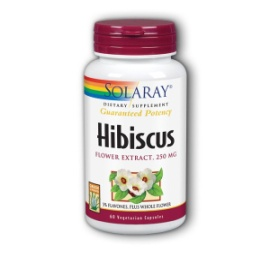 SOLARAY®
DIETARY SUPPLEMENT
Guaranteed Potency
Hibiscus
FLOWER EXTRACT, 250 MG
60 Vegetarian Capsules